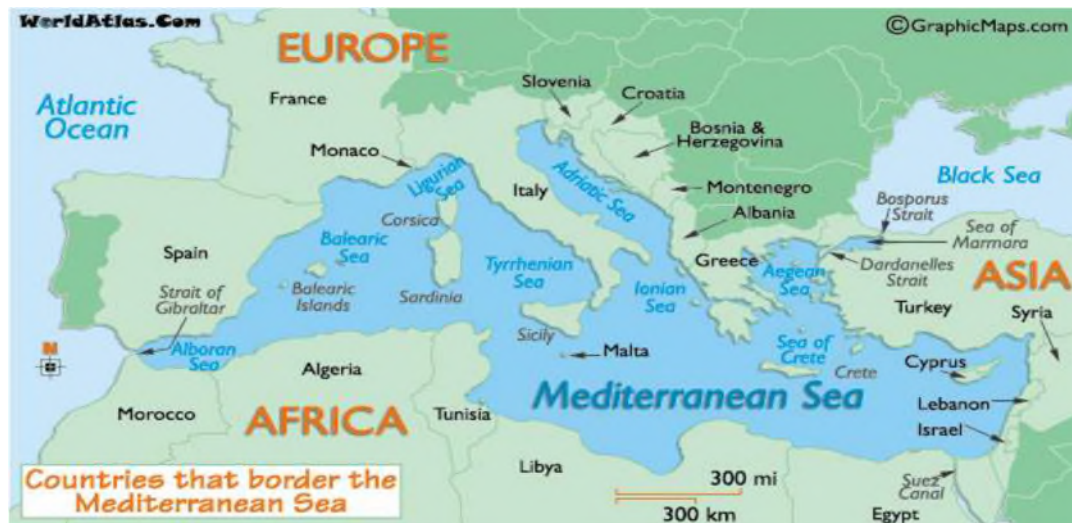 WorldAtlas.Com
©GraphicMaps.com
EUROPE
Slovenia
Croatia
France
Atlantic
Ocean
Bosnia &
Herzegovina
Monaco
Ligurian
Sea
Adriatic Sea
Italy
Black Sea
Montenegro
Bosporus
Strait
Corsica
Albania
Sea of
Marmara
Spain
Balearic
Sea
Greece
Aegean
Sea
Dardanelles
Strait
ASIA
Tyrrhenian
Sea
Ionian
Sea
Strait of
Gibraltar
Balearic
Islands
Sardinia
Turkey
Syria
Sicily
Sea of
Crete
N
Alboran
Sea
Malta
Algeria
Crete
Cyprus
Mediterranean Sea
Morocco
AFRICA
Tunisia
Lebanon
Israel
Countries that border the
Mediterranean Sea
Libya
300 mi
300 km
Suez
Canal
Egypt